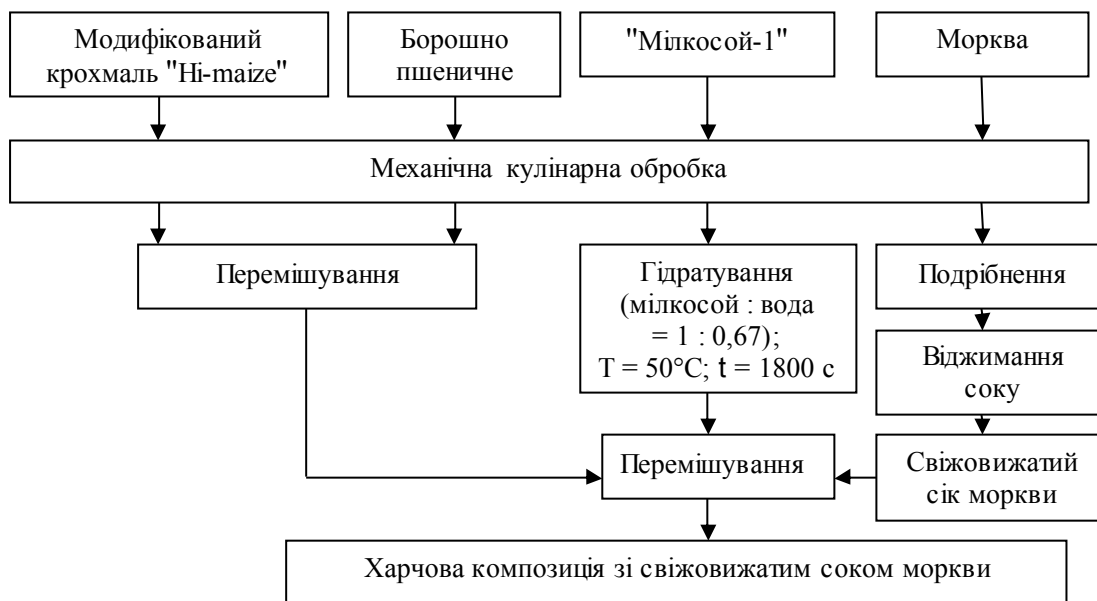 Модифікований
крохмаль "Hi-maize"
Борошно
пшеничне
"Мілкосой-1"
Морква
Механічна кулінарна обробка
Перемішування
Гідратування
(мілкосой : вода
= 1 : 0,67);
T = 50°C; t = 1800 с
Подрібнення
Віджимання
соку
Перемішування
Свіжовижатий
сік моркви
Харчова композиція зі свіжовижатим соком моркви